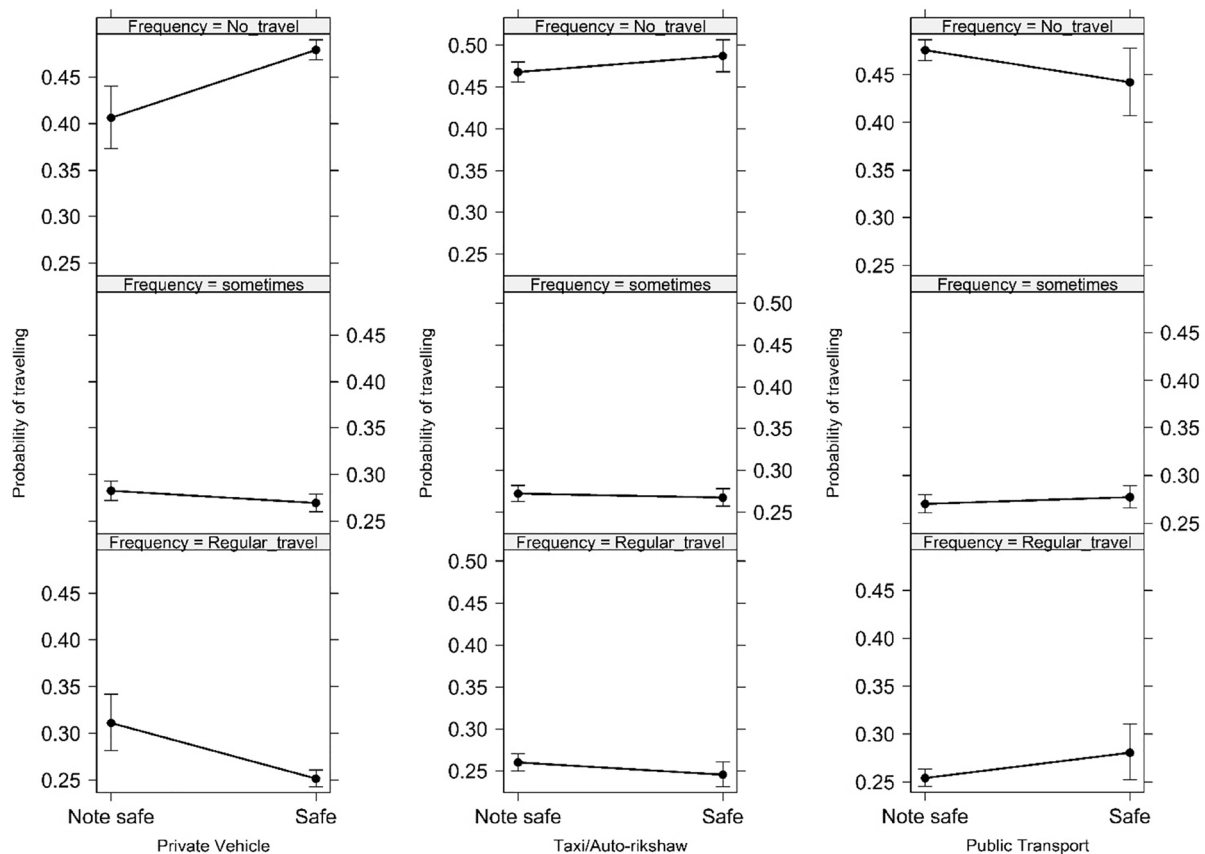 Frequency = No_travel
0.45
0.40
0.35
0.30
0.25
Frequency = sometimes
0.45
0.40
0.35
0.30
0.25
Frequency = Regular_travel
0.45
0.40
0.35
0.30
0.25
Probability of travelling
Note safe Safe
Private Vehicle
Frequency = No_travel
0.50
0.45
0.40
0.35
0.30
0.25
Frequency = sometimes
0.50
0.45
0.40
0.35
0.30
0.25
Frequency = Regular_travel
0.50
0.45
0.40
0.35
0.30
0.25
Probability of travelling
Note safe Safe
Taxi/Auto-rikshaw
Frequency = No_travel
0.45
0.40
0.35
0.30
0.25
Frequency = sometimes
0.45
0.40
0.35
0.30
0.25
Frequency = Regular_travel
0.45
0.40
0.35
0.30
0.25
Probability of travelling
Note safe Safe
Public Transport